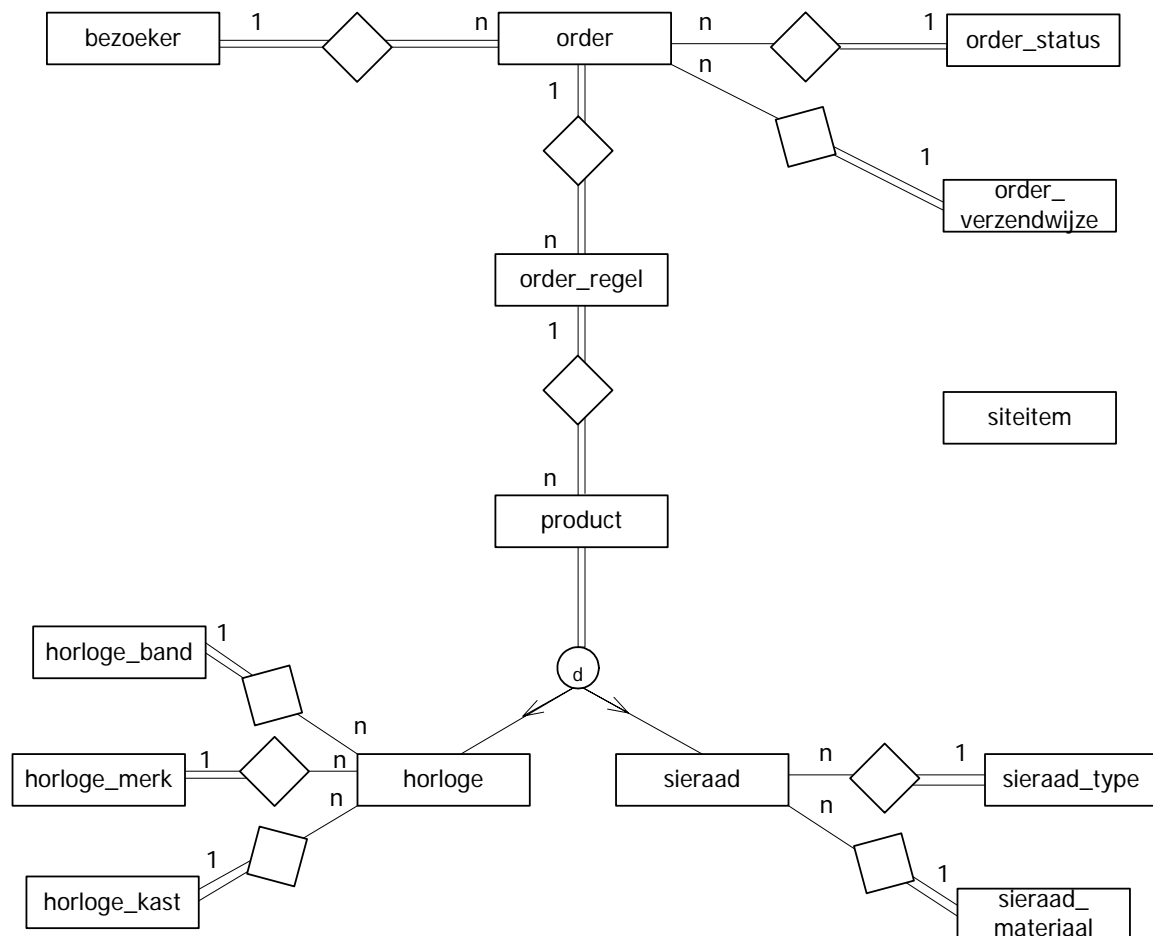 1 n n 1
bezoeker order order_status
1 n
1
order_
verzendwijze
n
order_regel
1
siteitem
n
product
1
horloge_band
d
n
1 n n 1
horloge_merk horloge sieraad sieraad_type
n n
1 1
horloge_kast sieraad_
materiaal